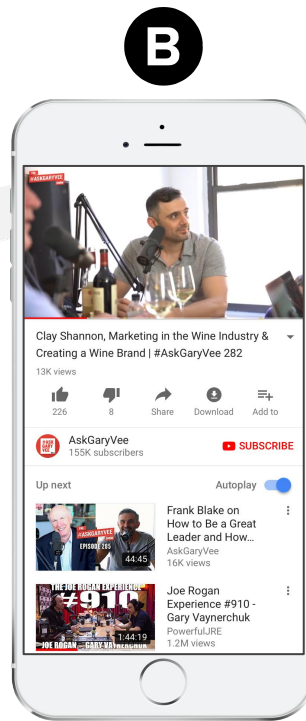 B
#ASKGARYVEE
Clay Shannon, Marketing in the Wine Industry &
Creating a Wine Brand | #AskGaryVee 282
13K views
226
8
Share
Download
Add to
#ASK
GARY
VEE
AskGaryVee
155K subscribers
SUBSCRIBE
Up next
Autoplay
#ASKGARYVEE
EPISODE 265
44:45
Frank Blake on
How to Be a Great
Leader and How...
AskGaryVee
16K views
THE JOE ROGAN EXPERIENCE
#910
JOE ROGAN - GARY VAYNERCHUK
1:44:19
Joe Rogan
Experience #910 -
Gary Vaynerchuk
PowerfulJRE
1.2M views